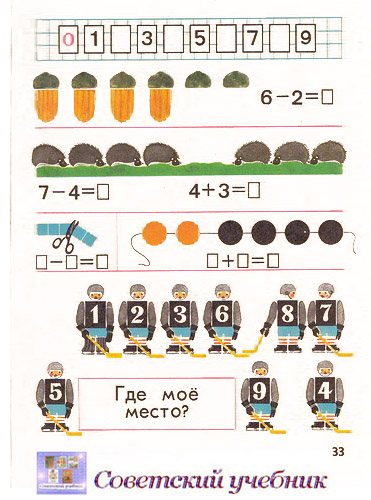 0 1 □ 3 □ 5 □ 7 □ 9
6-2=□
7-4=□ 4+3=□
□-□=□ □+□=□
1 2 3 6 8 7
5 Где моё место? 9 4
33
Советский учебник